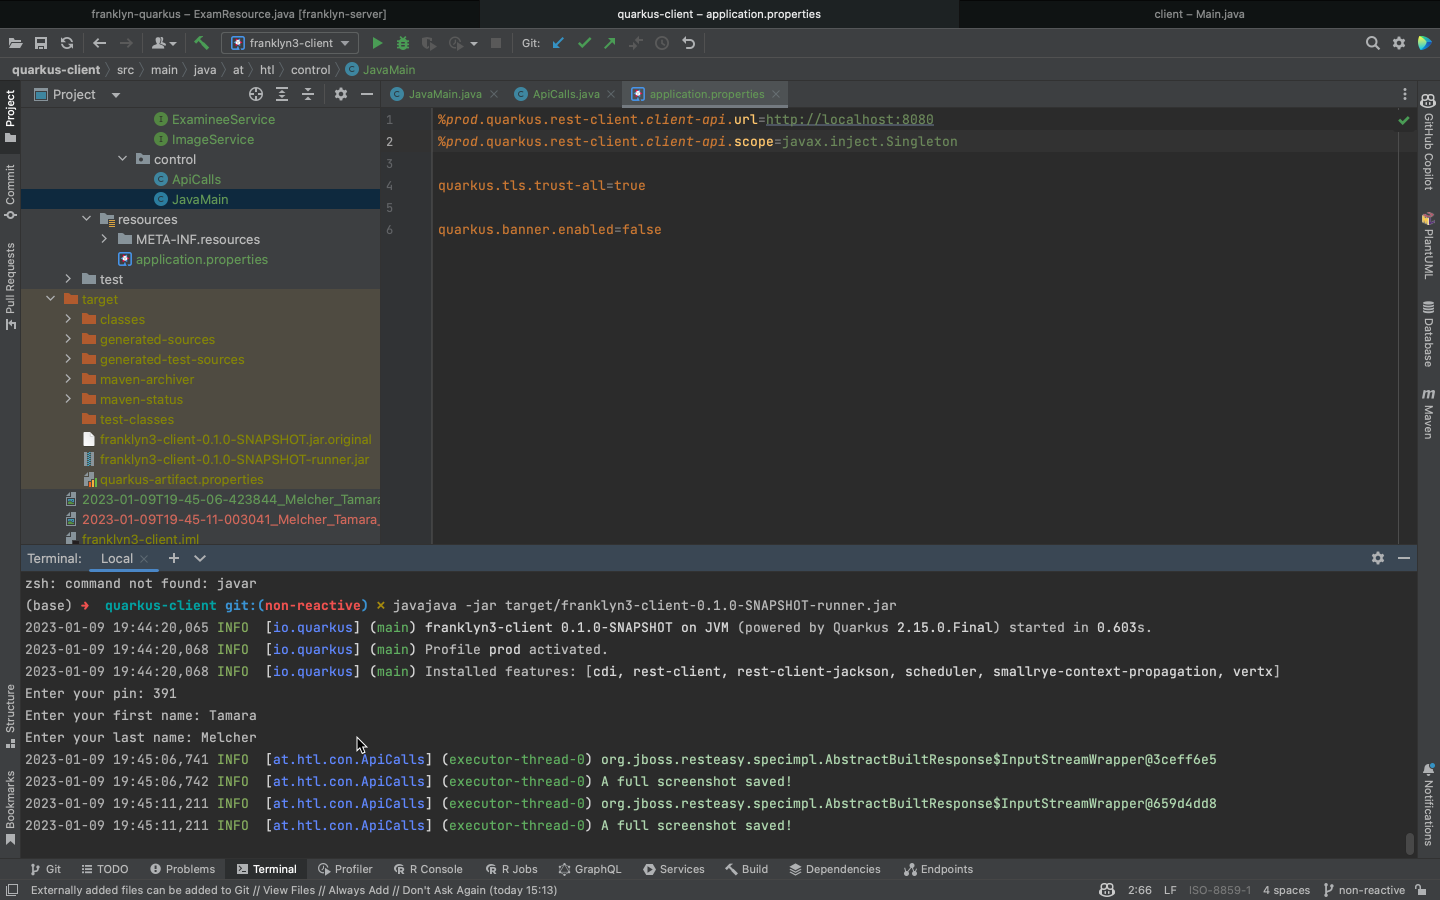 franklyn-quarkus – ExamResource.java [franklyn-server]
quarkus-client – application.properties
client – Main.java
franklyn3-client
Git:
quarkus-client
src
main
java
at
htl
control
JavaMain
Project
Project
JavaMain.java
ApiCalls.java
application.properties
ExamineeService
ImageService
control
ApiCalls
JavaMain
resources
META-INF.resources
application.properties
test
target
classes
generated-sources
generated-test-sources
maven-archiver
maven-status
test-classes
franklyn3-client-0.1.0-SNAPSHOT.jar.original
franklyn3-client-0.1.0-SNAPSHOT-runner.jar
quarkus-artifact.properties
2023-01-09T19-45-06-423844_Melcher_Tamara
2023-01-09T19-45-11-003041_Melcher_Tamara_
franklyn3-client.iml
Commit
Pull Requests
Structure
Bookmarks
1 %prod.quarkus.rest-client.client-api.url=http://localhost:8080
2 %prod.quarkus.rest-client.client-api.scope=javax.inject.Singleton
3
4 quarkus.tls.trust-all=true
5
6 quarkus.banner.enabled=false
GitHub Copilot
PlantUML
Database
m
Maven
Notifications
Terminal:
Local
zsh: command not found: javar
(base) ➜ quarkus-client git:(non-reactive) ✗ javajava -jar target/franklyn3-client-0.1.0-SNAPSHOT-runner.jar
2023-01-09 19:44:20,065 INFO [io.quarkus] (main) franklyn3-client 0.1.0-SNAPSHOT on JVM (powered by Quarkus 2.15.0.Final) started in 0.603s.
2023-01-09 19:44:20,068 INFO [io.quarkus] (main) Profile prod activated.
2023-01-09 19:44:20,068 INFO [io.quarkus] (main) Installed features: [cdi, rest-client, rest-client-jackson, scheduler, smallrye-context-propagation, vertx]
Enter your pin: 391
Enter your first name: Tamara
Enter your last name: Melcher
2023-01-09 19:45:06,741 INFO [at.htl.con.ApiCalls] (executor-thread-0) org.jboss.resteasy.specimpl.AbstractBuiltResponse$InputStreamWrapper@3ceff6e5
2023-01-09 19:45:06,742 INFO [at.htl.con.ApiCalls] (executor-thread-0) A full screenshot saved!
2023-01-09 19:45:11,211 INFO [at.htl.con.ApiCalls] (executor-thread-0) org.jboss.resteasy.specimpl.AbstractBuiltResponse$InputStreamWrapper@659d4dd8
2023-01-09 19:45:11,211 INFO [at.htl.con.ApiCalls] (executor-thread-0) A full screenshot saved!
Git
TODO
Problems
Terminal
Profiler
R Console
R Jobs
GraphQL
Services
Build
Dependencies
Endpoints
Externally added files can be added to Git // View Files // Always Add // Don't Ask Again (today 15:13)
2:66
LF
ISO-8859-1
4 spaces
non-reactive